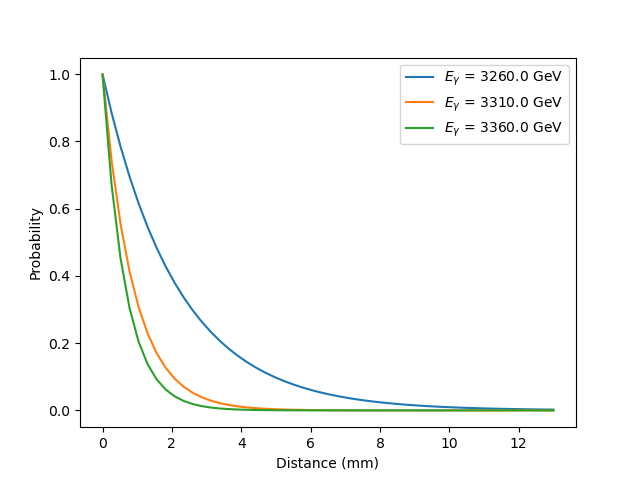 1.0
0.8
0.6
0.4
0.2
0.0
Probability
0 2 4 6 8 10 12
Distance (mm)
Eγ = 3260.0 GeV
Eγ = 3310.0 GeV
Eγ = 3360.0 GeV